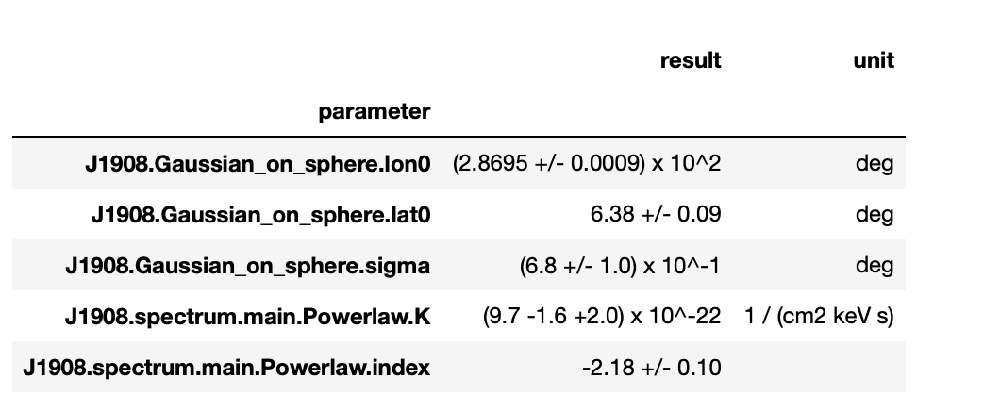 result unit
parameter
J1908.Gaussian_on_sphere.lon0 (2.8695 +/- 0.0009) x 10^2 deg
J1908.Gaussian_on_sphere.lat0 6.38 +/- 0.09 deg
J1908.Gaussian_on_sphere.sigma (6.8 +/- 1.0) x 10^-1 deg
J1908.spectrum.main.Powerlaw.K (9.7 -1.6 +2.0) x 10^-22 1 / (cm2 keV s)
J1908.spectrum.main.Powerlaw.index -2.18 +/- 0.10